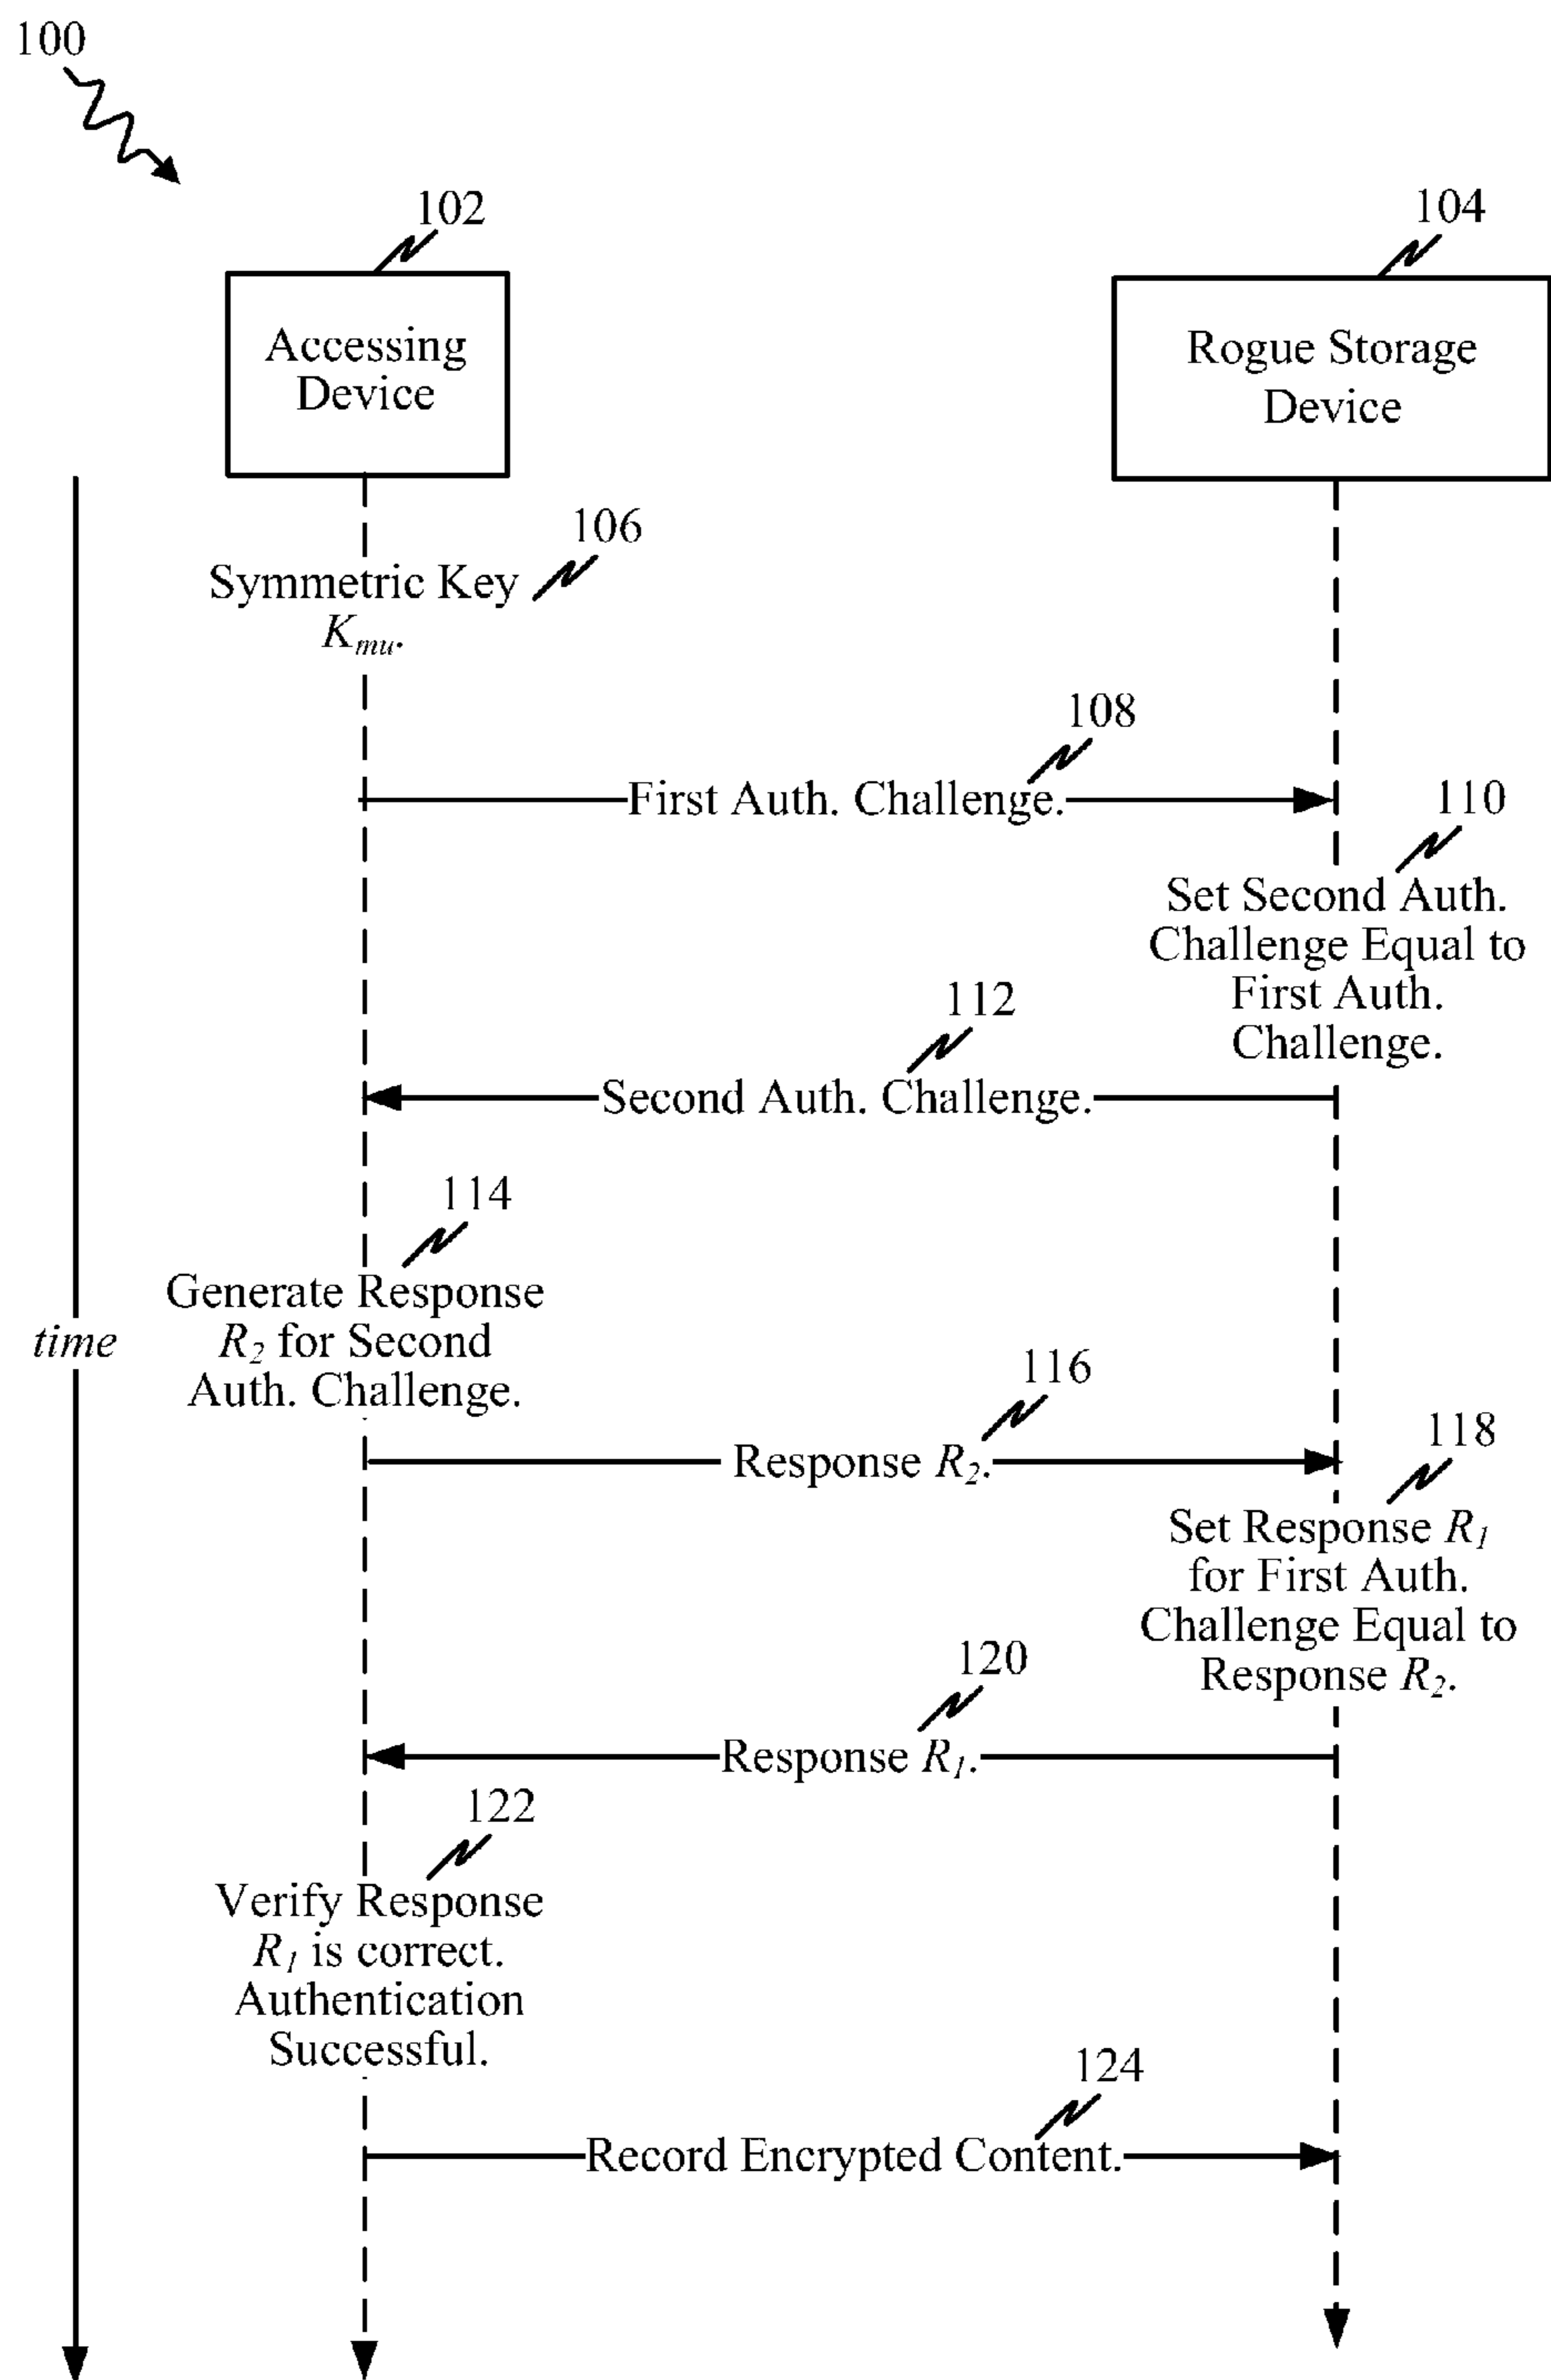 100
102
104
Accessing
Device
Rogue Storage
Device
106
Symmetric Key
Kmu.
108
First Auth. Challenge.
110
Set Second Auth.
Challenge Equal to
First Auth.
Challenge.
112
Second Auth. Challenge.
114
Generate Response
R2 for Second
Auth. Challenge.
time
116
Response R2.
118
Set Response R1
for First Auth.
Challenge Equal to
Response R2.
120
Response R1.
122
Verify Response
R1 is correct.
Authentication
Successful.
124
Record Encrypted Content.